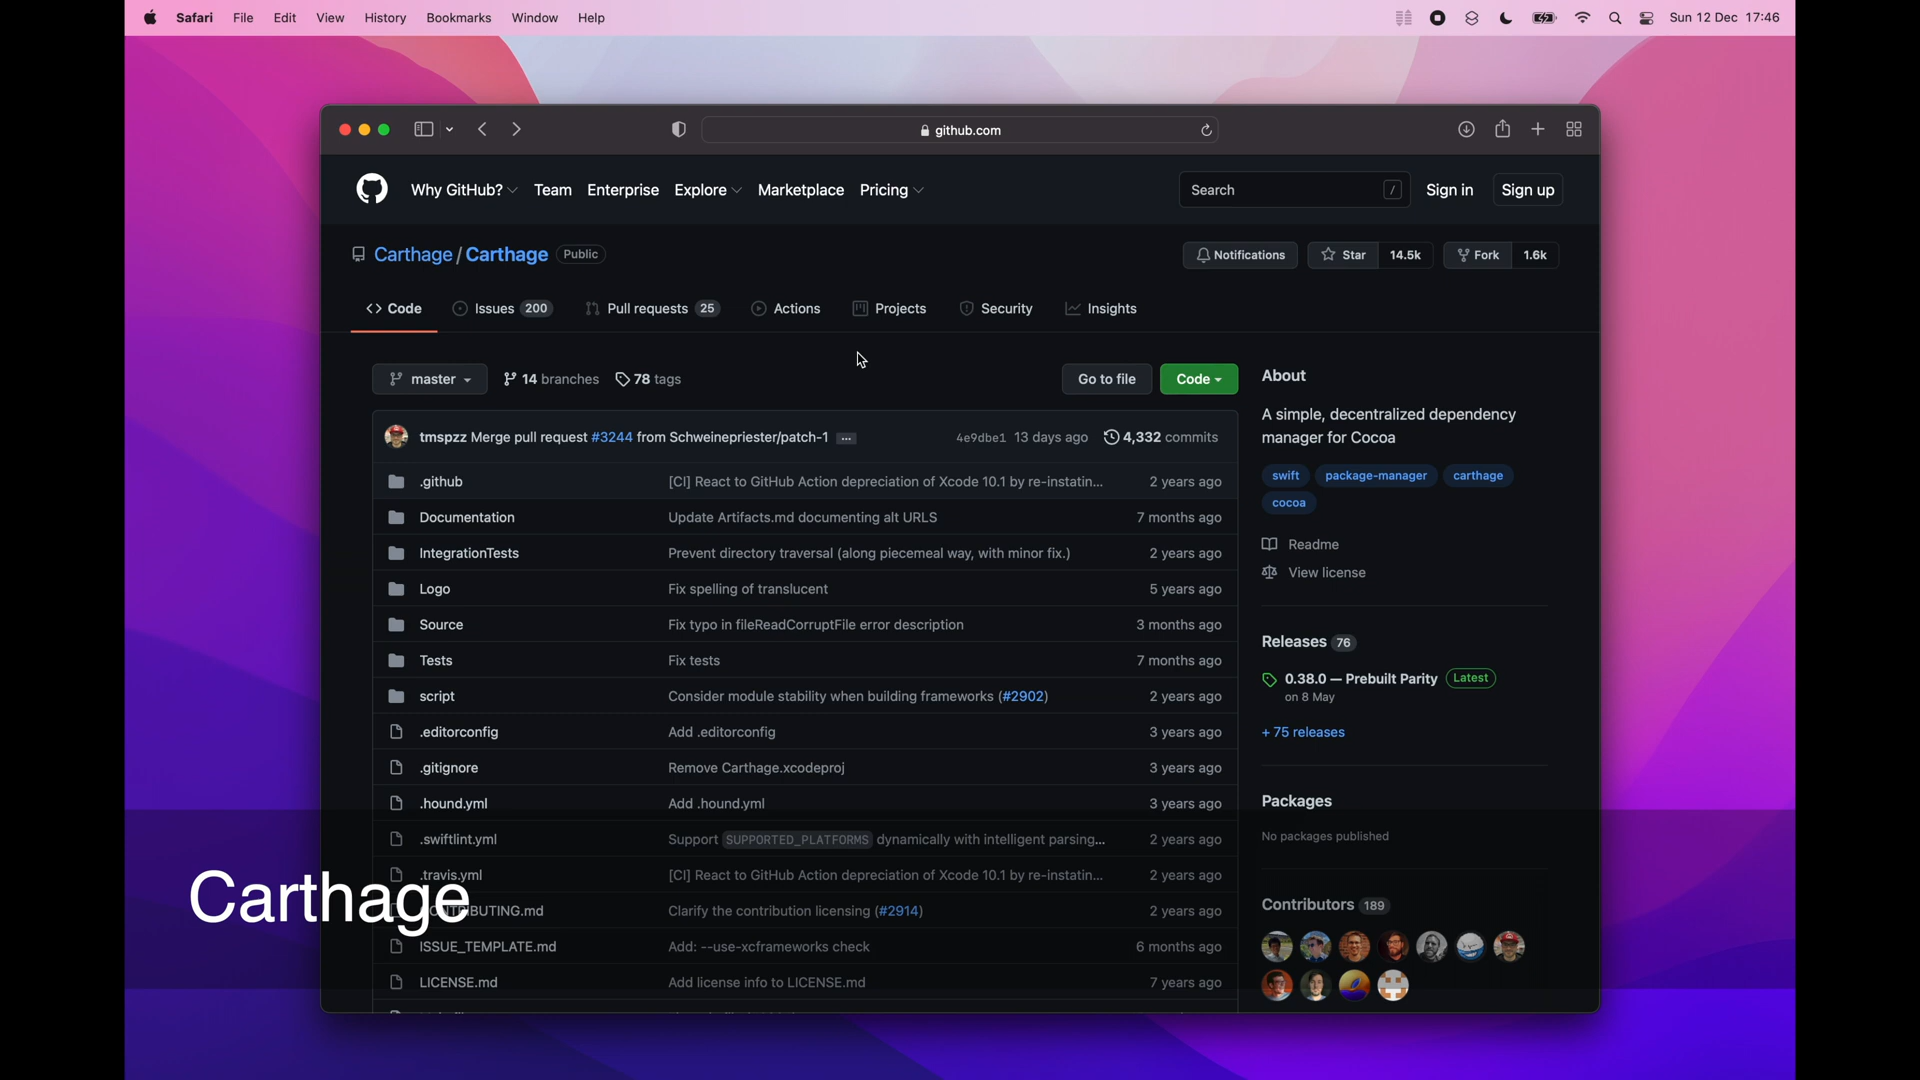 Safari File Edit View History Bookmarks Window Help Sun 12 Dec 17:46
github.com
Why GitHub? Team Enterprise Explore Marketplace Pricing Search / Sign in Sign up
Carthage / Carthage Public Notifications Star 14.5k Fork 1.6k
Code Issues 200 Pull requests 25 Actions Projects Security Insights
master 14 branches 78 tags Go to file Code
tmspzz Merge pull request #3244 from Schweinepriester/patch-1 ... 4e9dbe1 13 days ago 4,332 commits
.github [CI] React to GitHub Action depreciation of Xcode 10.1 by re-instatin... 2 years ago
Documentation Update Artifacts.md documenting alt URLS 7 months ago
IntegrationTests Prevent directory traversal (along piecemeal way, with minor fix.) 2 years ago
Logo Fix spelling of translucent 5 years ago
Source Fix typo in fileReadCorruptFile error description 3 months ago
Tests Fix tests 7 months ago
script Consider module stability when building frameworks (#2902) 2 years ago
.editorconfig Add .editorconfig 3 years ago
.gitignore Remove Carthage.xcodeproj 3 years ago
.hound.yml Add .hound.yml 3 years ago
.swiftlint.yml Support SUPPORTED_PLATFORMS dynamically with intelligent parsing... 2 years ago
.travis.yml [CI] React to GitHub Action depreciation of Xcode 10.1 by re-instatin... 2 years ago
CONTRIBUTING.md Clarify the contribution licensing (#2914) 2 years ago
ISSUE_TEMPLATE.md Add: --use-xcframeworks check 6 months ago
LICENSE.md Add license info to LICENSE.md 7 years ago
About
A simple, decentralized dependency
manager for Cocoa
swift package-manager carthage
cocoa
Readme
View license
Releases 76
0.38.0 — Prebuilt Parity Latest
on 8 May
+ 75 releases
Packages
No packages published
Contributors 189
Carthage